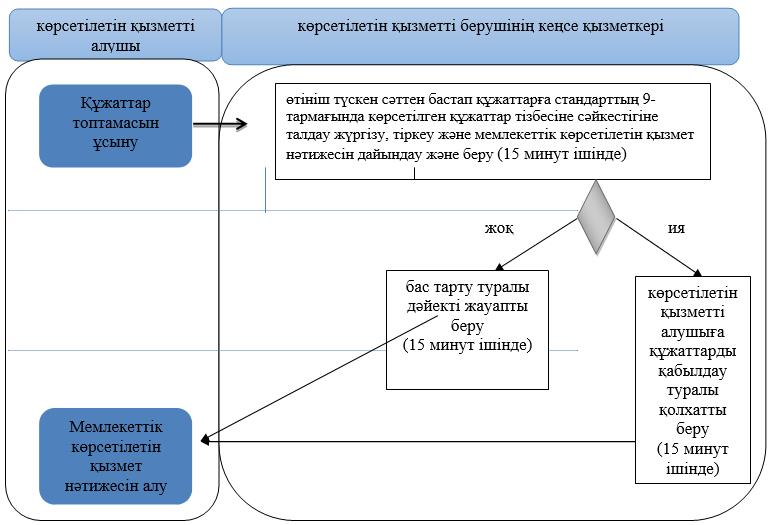 көрсетілетін қызметті
алушы
көрсетілетін қызметті берушінің кеңсе қызметкері
Құжаттар
топтамасын
ұсыну
өтініш түскен сәттен бастап құжаттарға стандарттың 9-
тармағында көрсетілген құжаттар тізбесіне сәйкестігіне
талдау жүргізу, тіркеу және мемлекеттік көрсетілетін қызмет
нәтижесін дайындау және беру (15 минут ішінде)
жоқ
ия
бас тарту туралы
дәйекті жауапты
беру
(15 минут ішінде)
көрсетілетін
қызметті
алушыға
құжаттарды
қабылдау
туралы
қолхатты
беру
(15 минут
ішінде)
Мемлекеттік
көрсетілетін
қызмет
нәтижесін алу